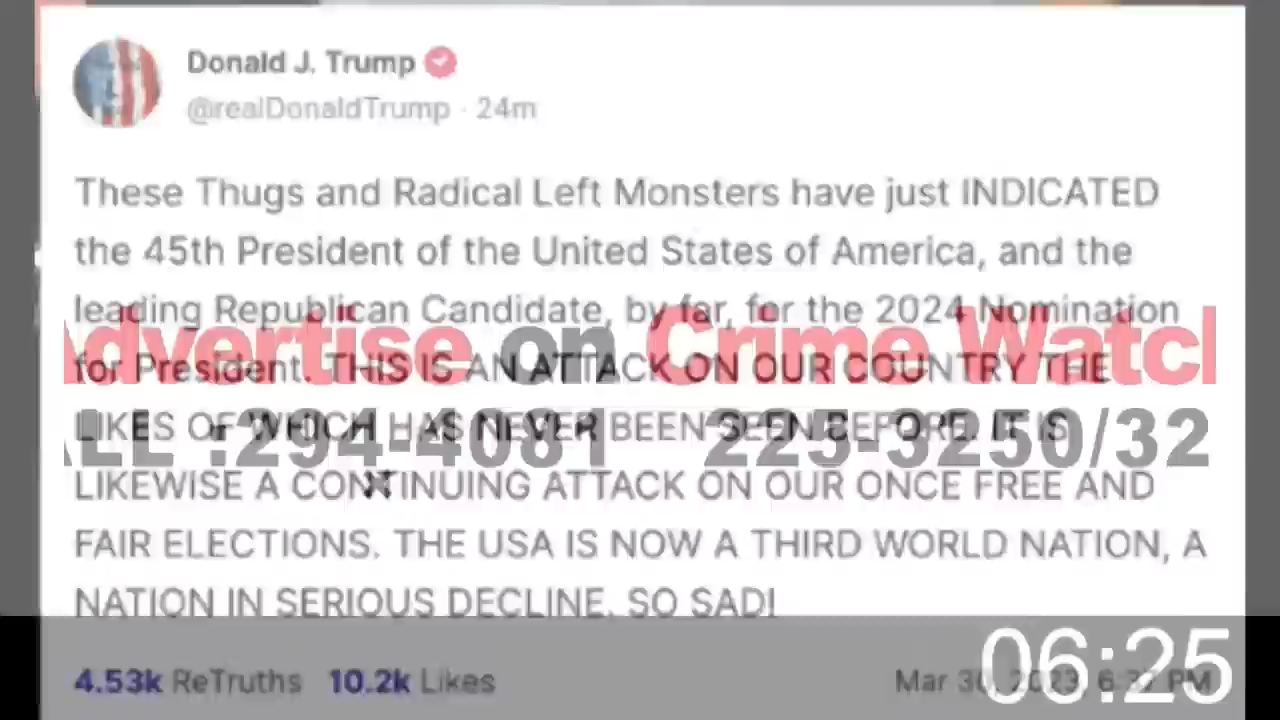 Donald J. Trump
@realDonaldTrump · 24m
These Thugs and Radical Left Monsters have just INDICATED
the 45th President of the United States of America, and the
leading Republican Candidate, by far, for the 2024 Nomination
dvertise on Crime Watc
for President. THIS IS AN ATTACK ON OUR COUNTRY THE
LIKES OF WHICH HAS NEVER BEEN SEEN BEFORE. IT IS
LL :294-4081 225-3250/32
LIKEWISE A CONTINUING ATTACK ON OUR ONCE FREE AND
FAIR ELECTIONS. THE USA IS NOW A THIRD WORLD NATION, A
NATION IN SERIOUS DECLINE. SO SAD!
4.53k ReTruths 10.2k Likes
Mar 30, 2023, PM
06:25